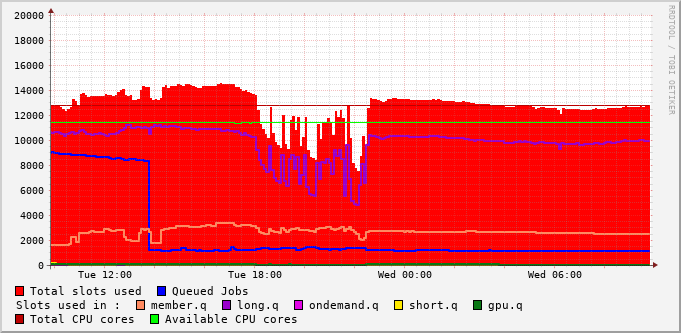 20000
18000
16000
14000
12000
10000
8000
6000
4000
2000
0
Tue 12:00 Tue 18:00 Wed 00:00 Wed 06:00
RRDTOOL / TOBI OETIKER
Total slots used Queued Jobs
Slots used in : member.q long.q ondemand.q short.q gpu.q
Total CPU cores Available CPU cores